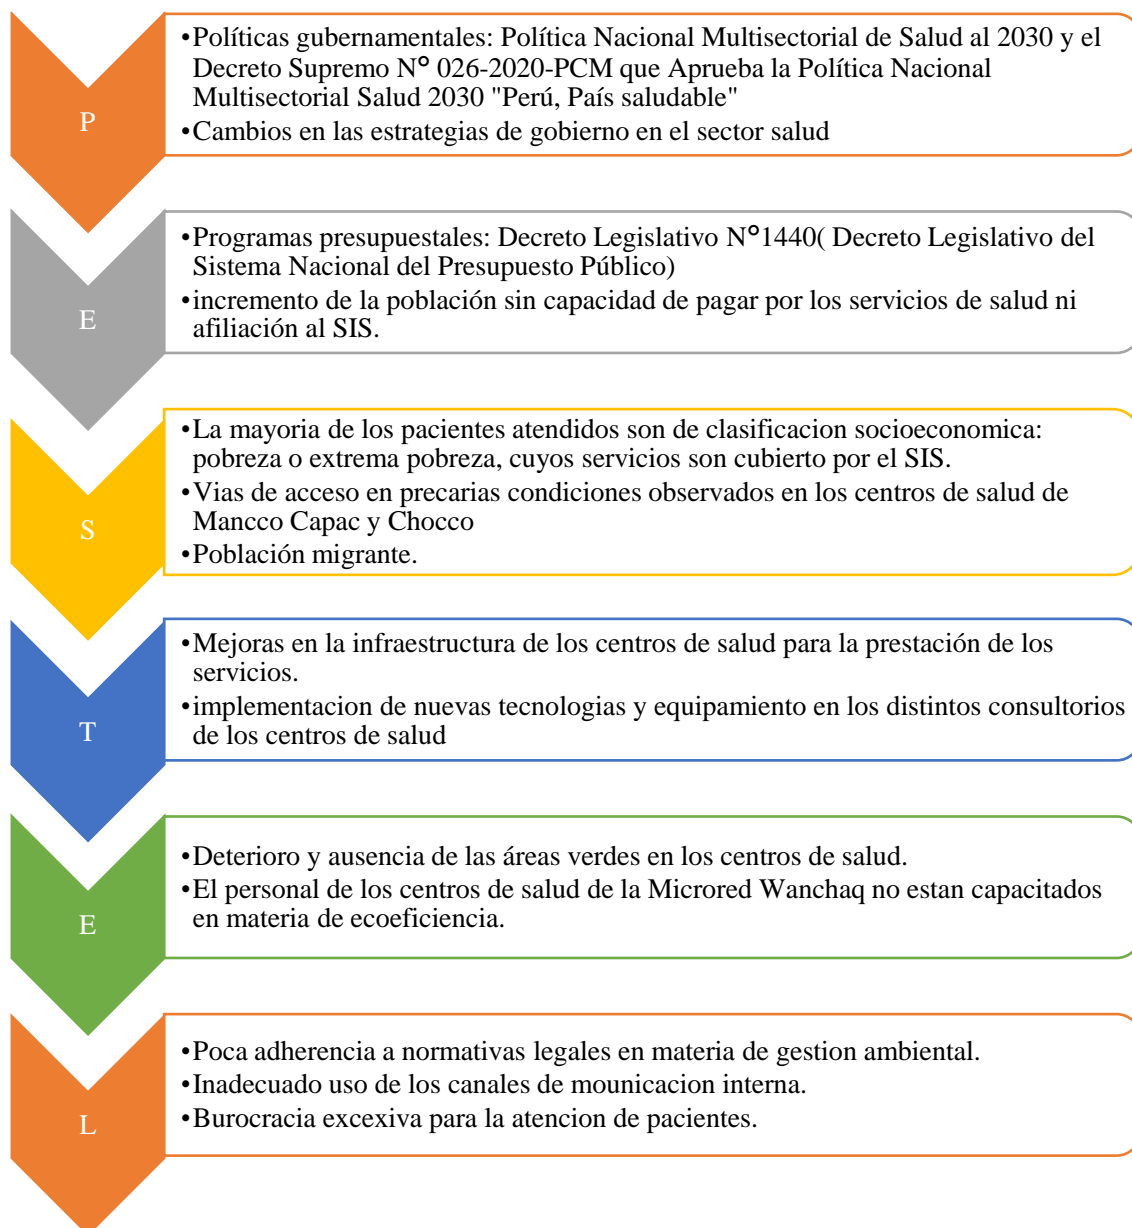 P
•Políticas gubernamentales: Política Nacional Multisectorial de Salud al 2030 y el
Decreto Supremo N° 026-2020-PCM que Aprueba la Política Nacional
Multisectorial Salud 2030 "Perú, País saludable"
•Cambios en las estrategias de gobierno en el sector salud
E
•Programas presupuestales: Decreto Legislativo N°1440( Decreto Legislativo del
Sistema Nacional del Presupuesto Público)
•incremento de la población sin capacidad de pagar por los servicios de salud ni
afiliación al SIS.
S
•La mayoria de los pacientes atendidos son de clasificacion socioeconomica:
pobreza o extrema pobreza, cuyos servicios son cubierto por el SIS.
•Vias de acceso en precarias condiciones observados en los centros de salud de
Mancco Capac y Chocco
•Población migrante.
T
•Mejoras en la infraestructura de los centros de salud para la prestación de los
servicios.
•implementacion de nuevas tecnologias y equipamiento en los distintos consultorios
de los centros de salud
E
•Deterioro y ausencia de las áreas verdes en los centros de salud.
•El personal de los centros de salud de la Microred Wanchaq no estan capacitados
en materia de ecoeficiencia.
L
•Poca adherencia a normativas legales en materia de gestion ambiental.
•Inadecuado uso de los canales de mounicacion interna.
•Burocracia excexiva para la atencion de pacientes.